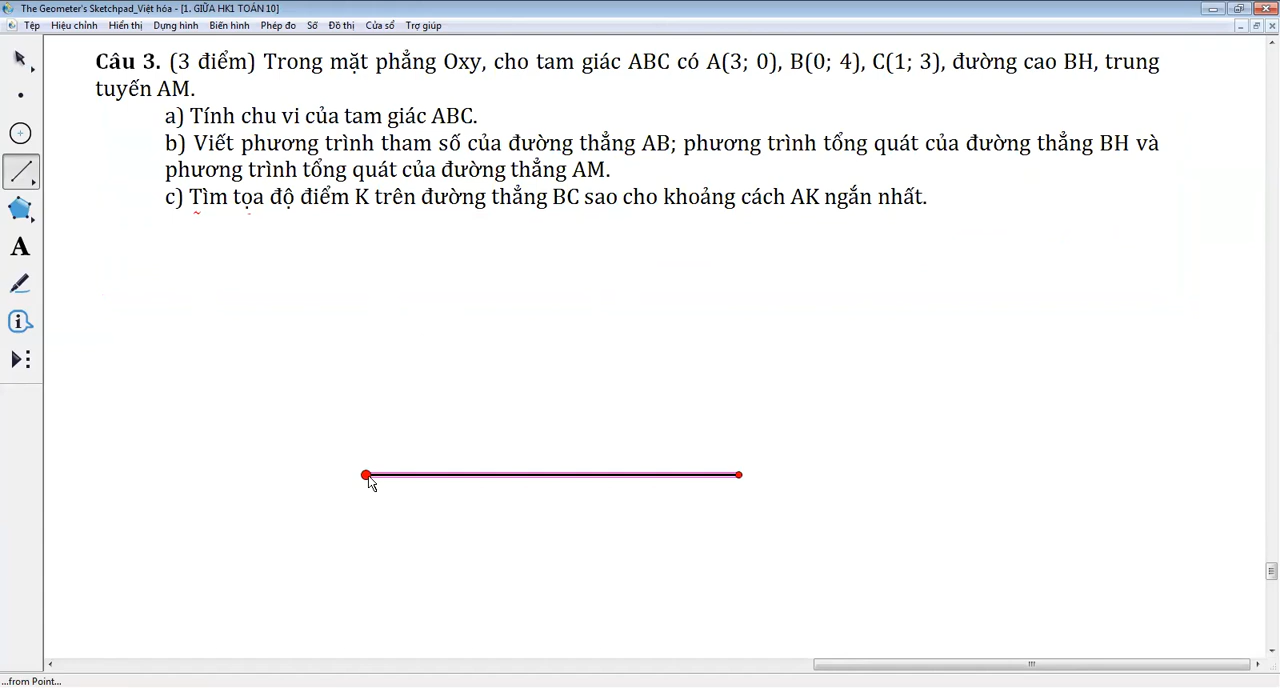 The Geometer's Sketchpad_Việt hóa - [1. GIỮA HK1 TOÁN 10]
Tệp Hiệu chỉnh Hiển thị Dựng hình Biến hình Phép đo Số Đồ thị Cửa sổ Trợ giúp
Câu 3. (3 điểm) Trong mặt phẳng Oxy, cho tam giác ABC có A(3; 0), B(0; 4), C(1; 3), đường cao BH, trung
tuyến AM.
a) Tính chu vi của tam giác ABC.
b) Viết phương trình tham số của đường thẳng AB; phương trình tổng quát của đường thẳng BH và
phương trình tổng quát của đường thẳng AM.
c) Tìm tọa độ điểm K trên đường thẳng BC sao cho khoảng cách AK ngắn nhất.
A
...from Point...